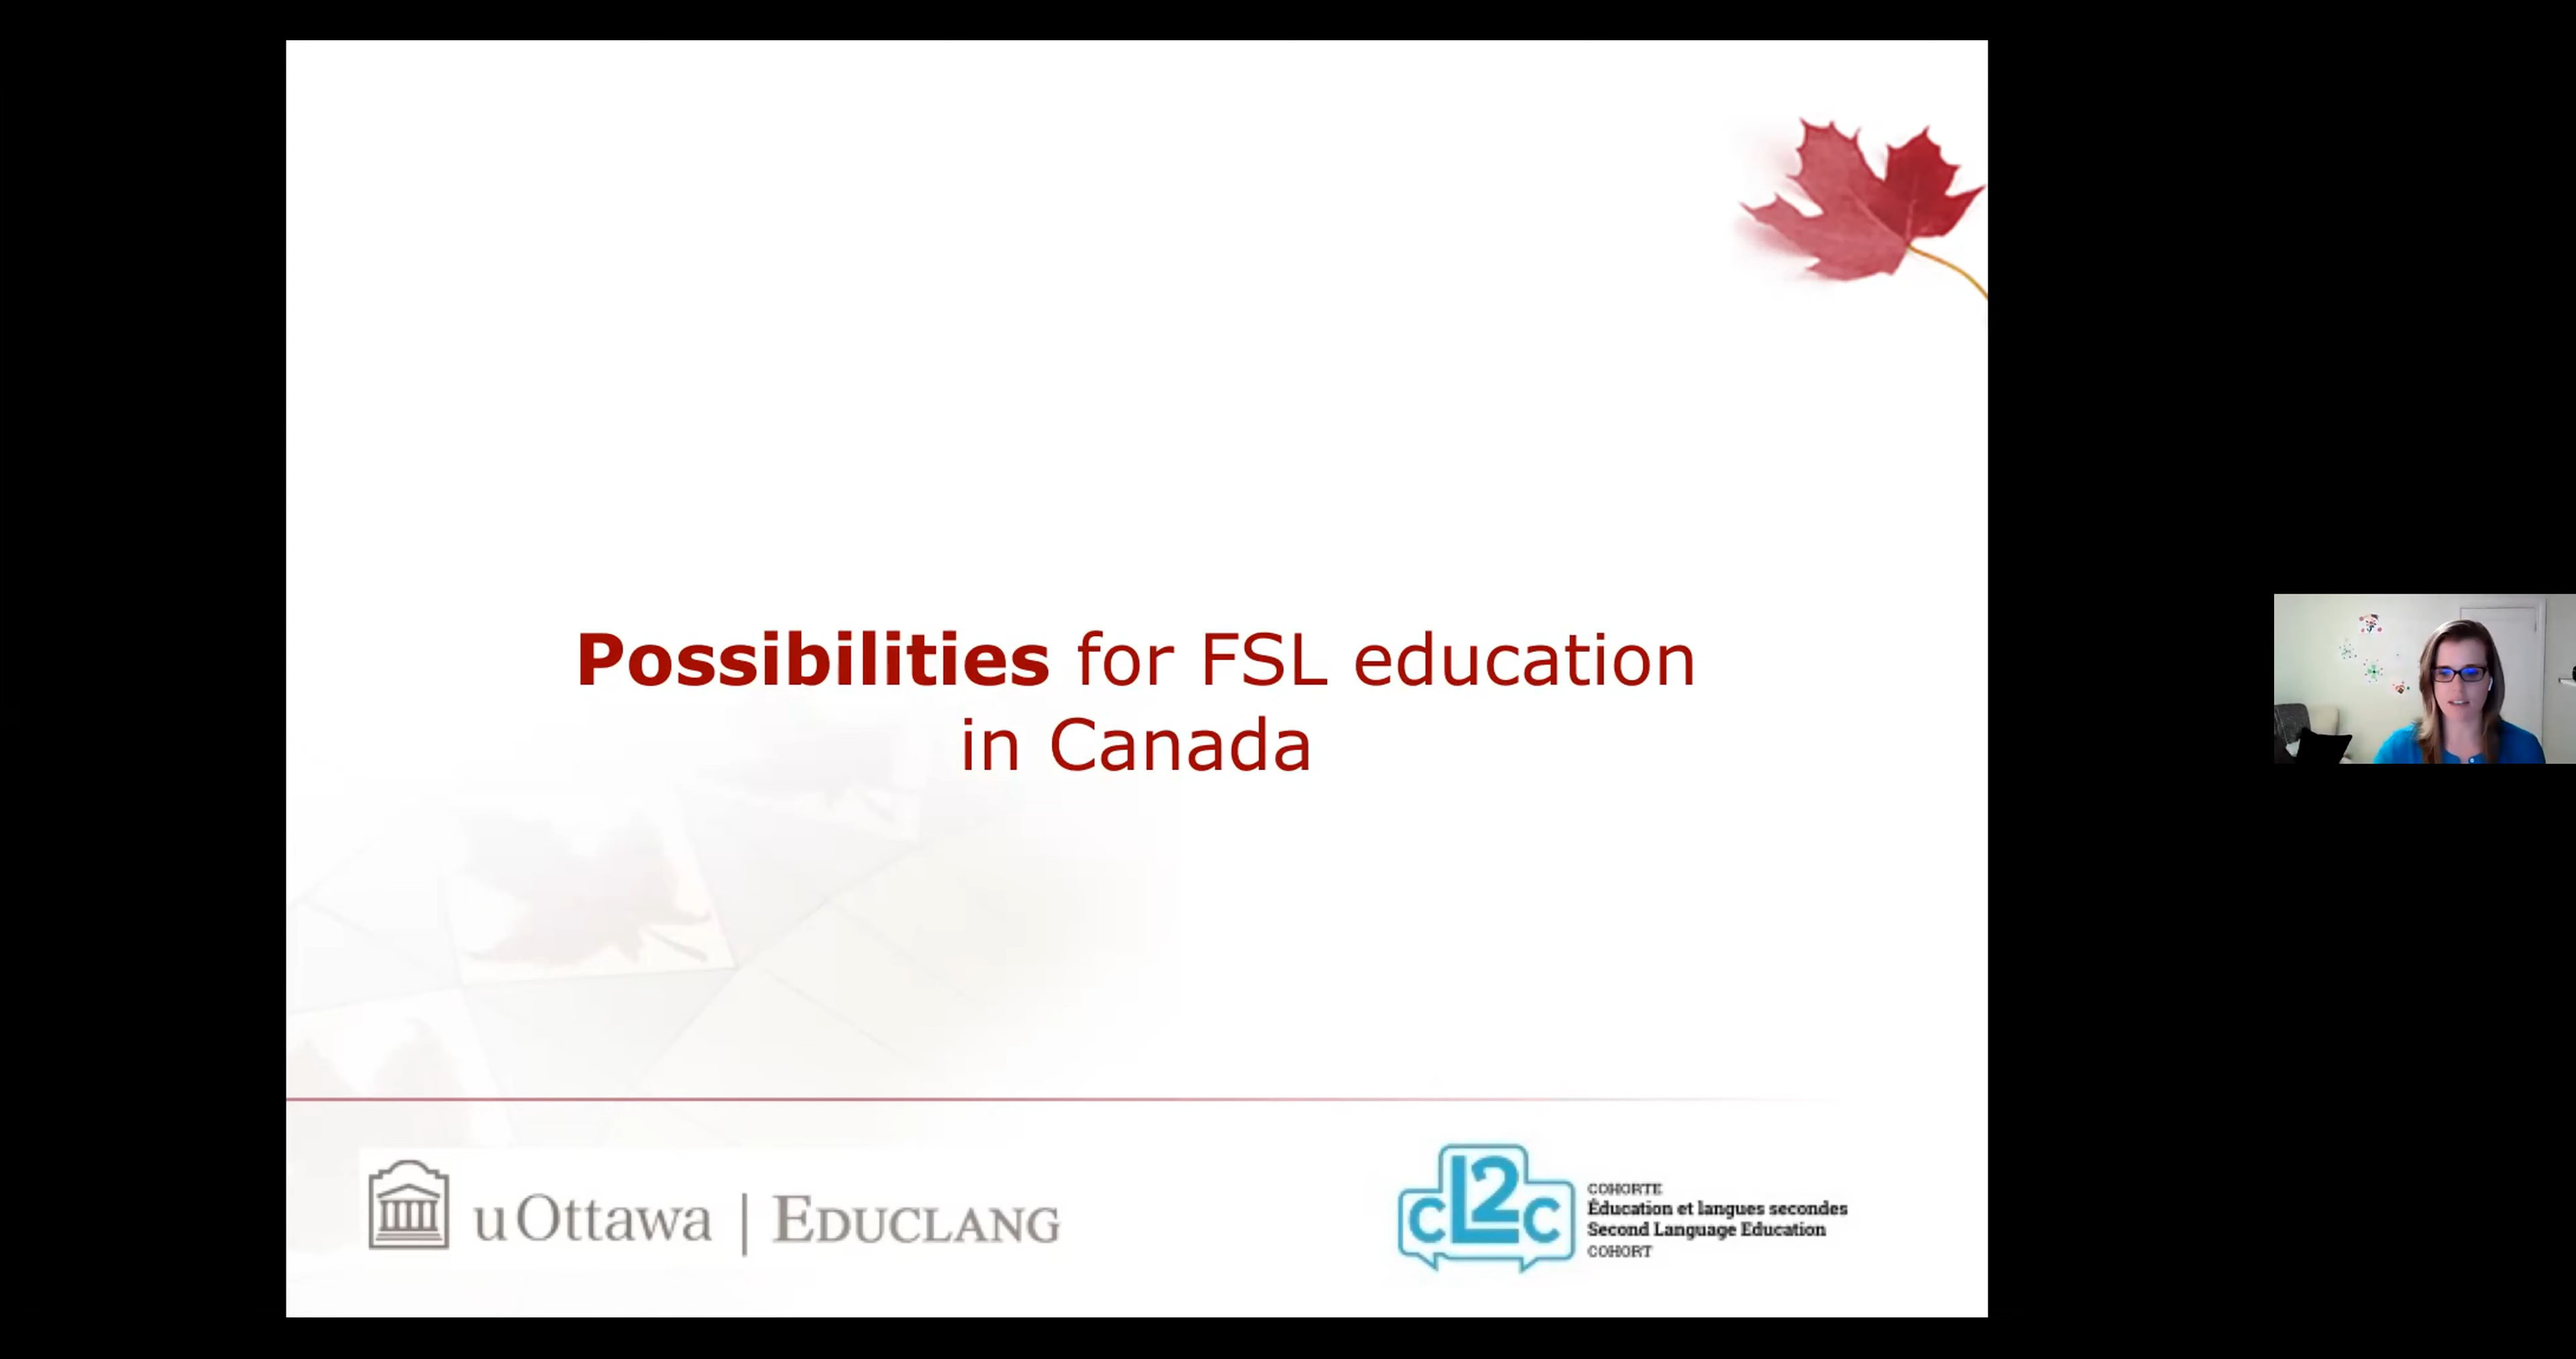 Possibilities for FSL education
in Canada
uOttawa | EDUCLANG
cL2c
COHORTE
Éducation et langues secondes
Second Language Education
COHORT